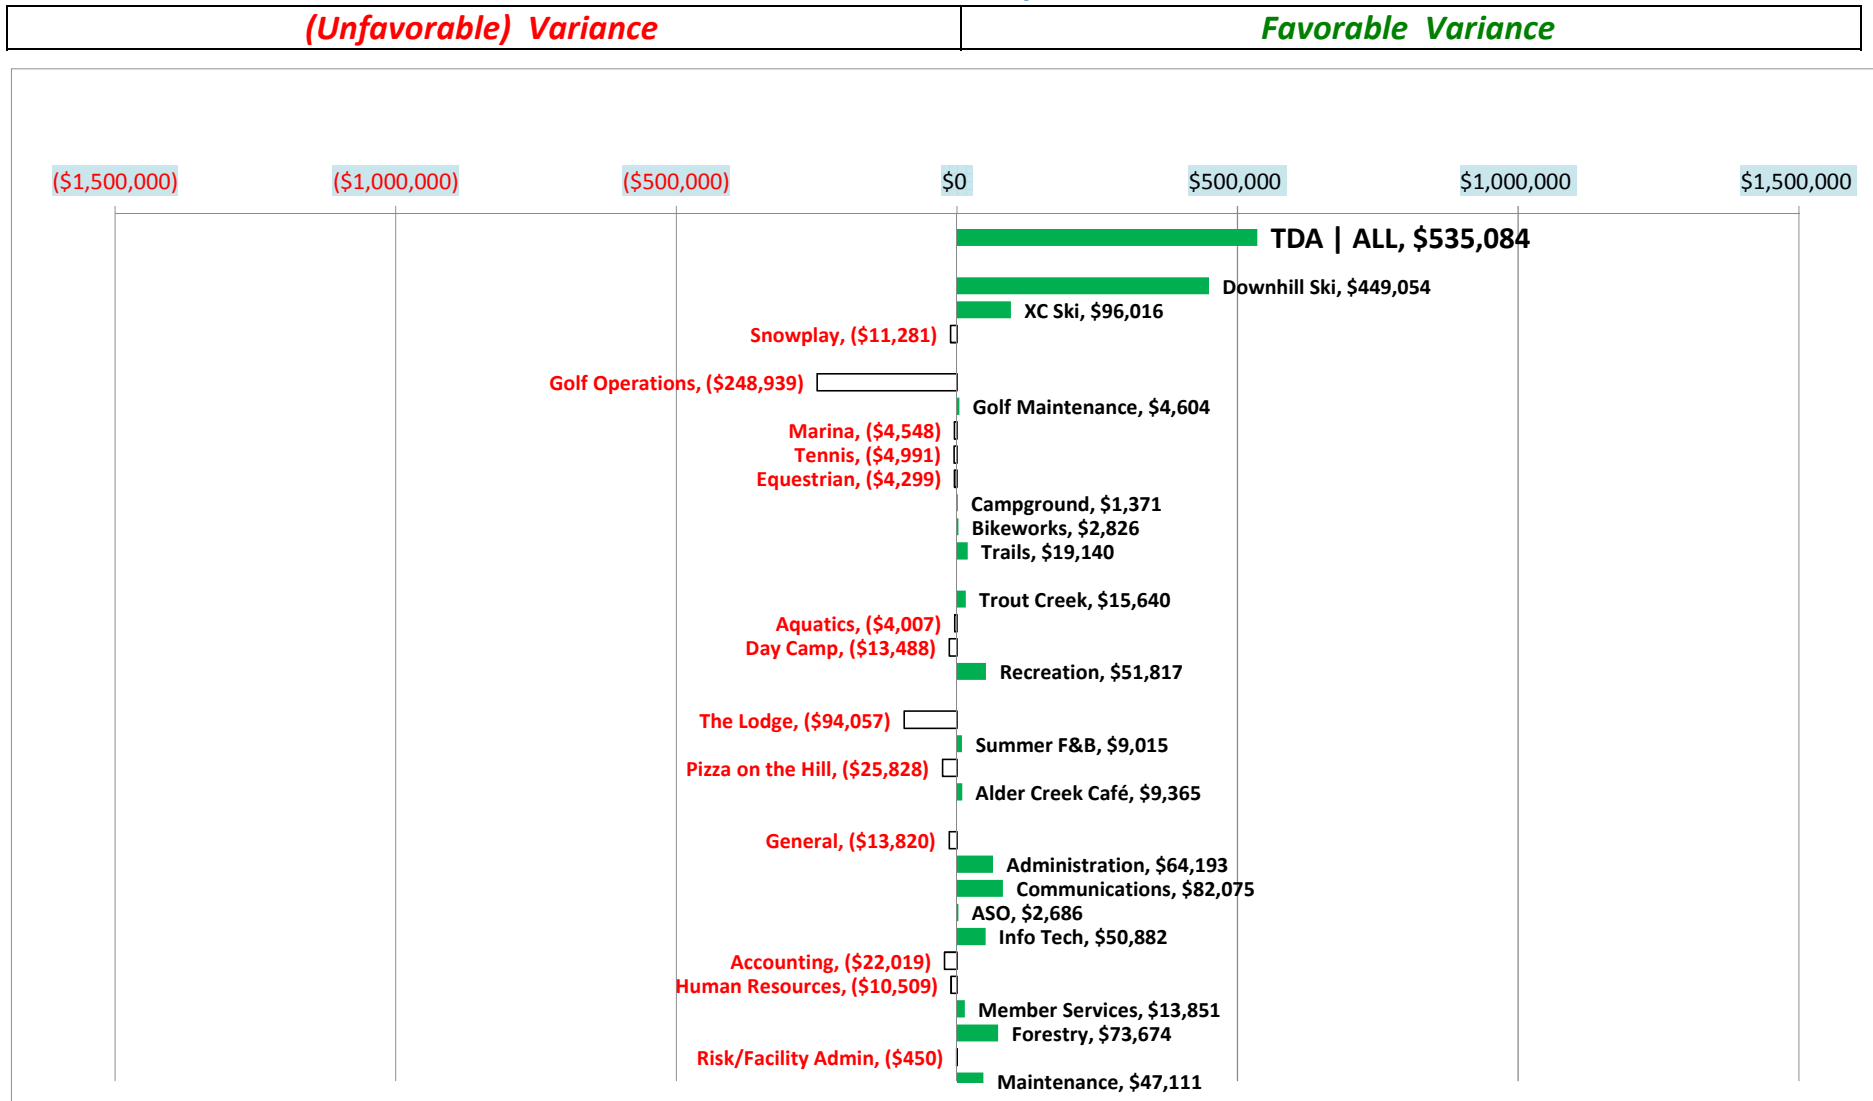 (Unfavorable) Variance
Favorable Variance
($1,500,000)
($1,000,000)
($500,000)
$0
$500,000
$1,000,000
$1,500,000
TDA | ALL, $535,084
Downhill Ski, $449,054
XC Ski, $96,016
Snowplay, ($11,281)
Golf Operations, ($248,939)
Golf Maintenance, $4,604
Marina, ($4,548)
Tennis, ($4,991)
Equestrian, ($4,299)
Campground, $1,371
Bikeworks, $2,826
Trails, $19,140
Trout Creek, $15,640
Aquatics, ($4,007)
Day Camp, ($13,488)
Recreation, $51,817
The Lodge, ($94,057)
Summer F&B, $9,015
Pizza on the Hill, ($25,828)
Alder Creek Café, $9,365
General, ($13,820)
Administration, $64,193
Communications, $82,075
ASO, $2,686
Info Tech, $50,882
Accounting, ($22,019)
Human Resources, ($10,509)
Member Services, $13,851
Forestry, $73,674
Risk/Facility Admin, ($450)
Maintenance, $47,111